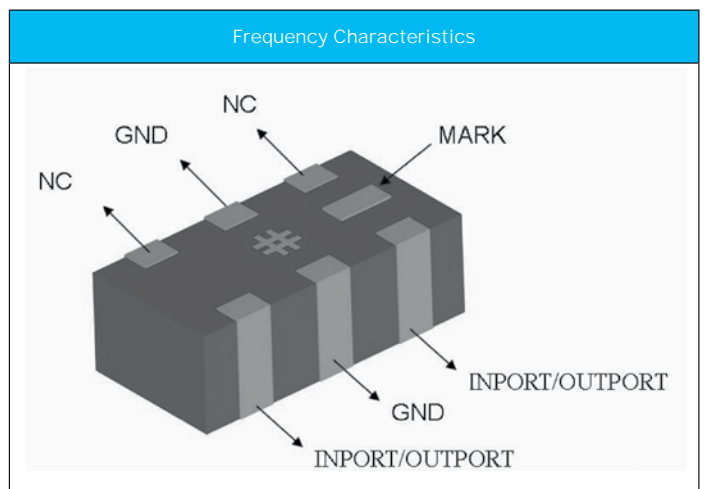 Frequency Characteristics
NC
GND
MARK
NC
#
INPORT/OUTPORT
GND
INPORT/OUTPORT